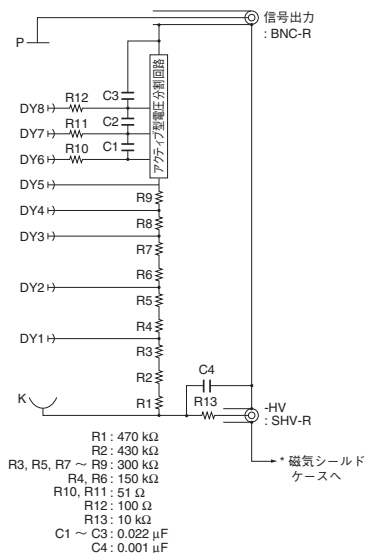 信号出力
: BNC-R
P
アクティブ型電圧分割回路
C3
R12
DY8
C2
R11
DY7
C1
R10
DY6
DY5
R9
DY4
R8
DY3
R7
R6
DY2
R5
R4
DY1
R3
R2
C4
K
R1
R13
-HV
: SHV-R
R1 : 470 kΩ
R2 : 430 kΩ
R3, R5, R7 ～ R9 : 300 kΩ
R4, R6 : 150 kΩ
R10, R11 : 51 Ω
R12 : 100 Ω
R13 : 10 kΩ
C1 ～ C3 : 0.022 µF
C4 : 0.001 µF
* 磁気シールド
ケースへ